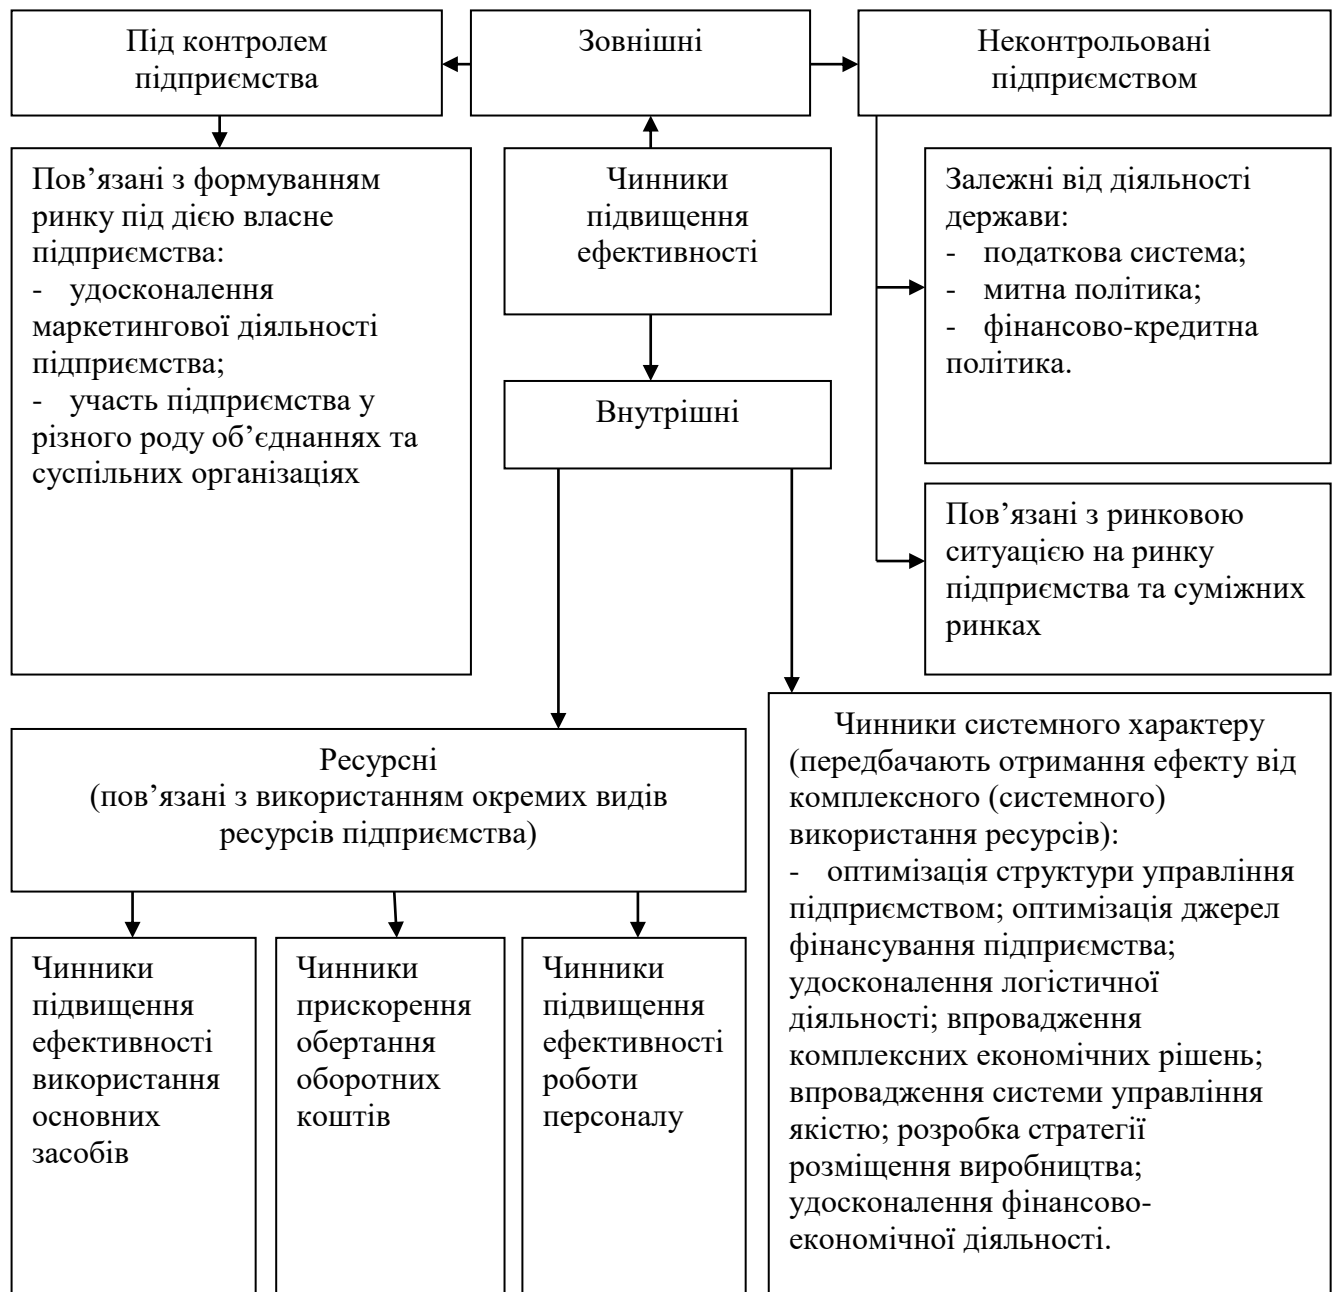 Під контролем
підприємства
Зовнішні
Неконтрольовані
підприємством
Пов’язані з формуванням
ринку під дією власне
підприємства:
- удосконалення
маркетингової діяльності
підприємства;
- участь підприємства у
різного роду об’єднаннях та
суспільних організаціях
Чинники
підвищення
ефективності
Залежні від діяльності
держави:
- податкова система;
- митна політика;
- фінансово-кредитна
політика.
Внутрішні
Пов’язані з ринковою
ситуацією на ринку
підприємства та суміжних
ринках
Ресурсні
(пов’язані з використанням окремих видів
ресурсів підприємства)
Чинники системного характеру
(передбачають отримання ефекту від
комплексного (системного)
використання ресурсів):
- оптимізація структури управління
підприємством; оптимізація джерел
фінансування підприємства;
удосконалення логістичної
діяльності; впровадження
комплексних економічних рішень;
впровадження системи управління
якістю; розробка стратегії
розміщення виробництва;
удосконалення фінансово-
економічної діяльності.
Чинники
підвищення
ефективності
використання
основних
засобів
Чинники
прискорення
обертання
оборотних
коштів
Чинники
підвищення
ефективності
роботи
персоналу